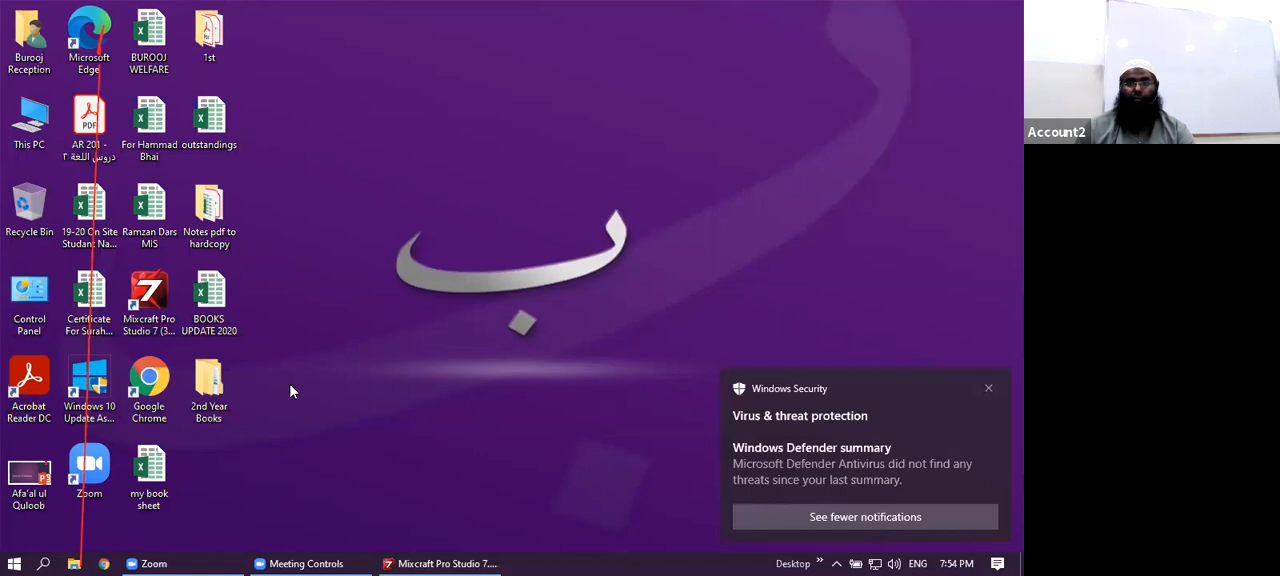 Burooj
Reception
Microsoft
Edge
BUROOJ
WELFARE
1st
This PC
PDF
AR 201 -
دروس اللغة ٢
For Hammad
Bhai
outstandings
Recycle Bin
19-20 On Site
Studant Na...
Ramzan Dars
MIS
Notes pdf to
hardcopy
Control
Panel
Certificate
For Surah...
7
Mixcraft Pro
Studio 7 (3...
BOOKS
UPDATE 2020
Acrobat
Reader DC
Windows 10
Update As...
Google
Chrome
2nd Year
Books
Afa'al ul
Quloob
Zoom
my book
sheet
ب
Windows Security
Virus & threat protection
Windows Defender summary
Microsoft Defender Antivirus did not find any
threats since your last summary.
See fewer notifications
Zoom
Meeting Controls
Mixcraft Pro Studio 7....
Desktop
ENG
7:54 PM
Account2